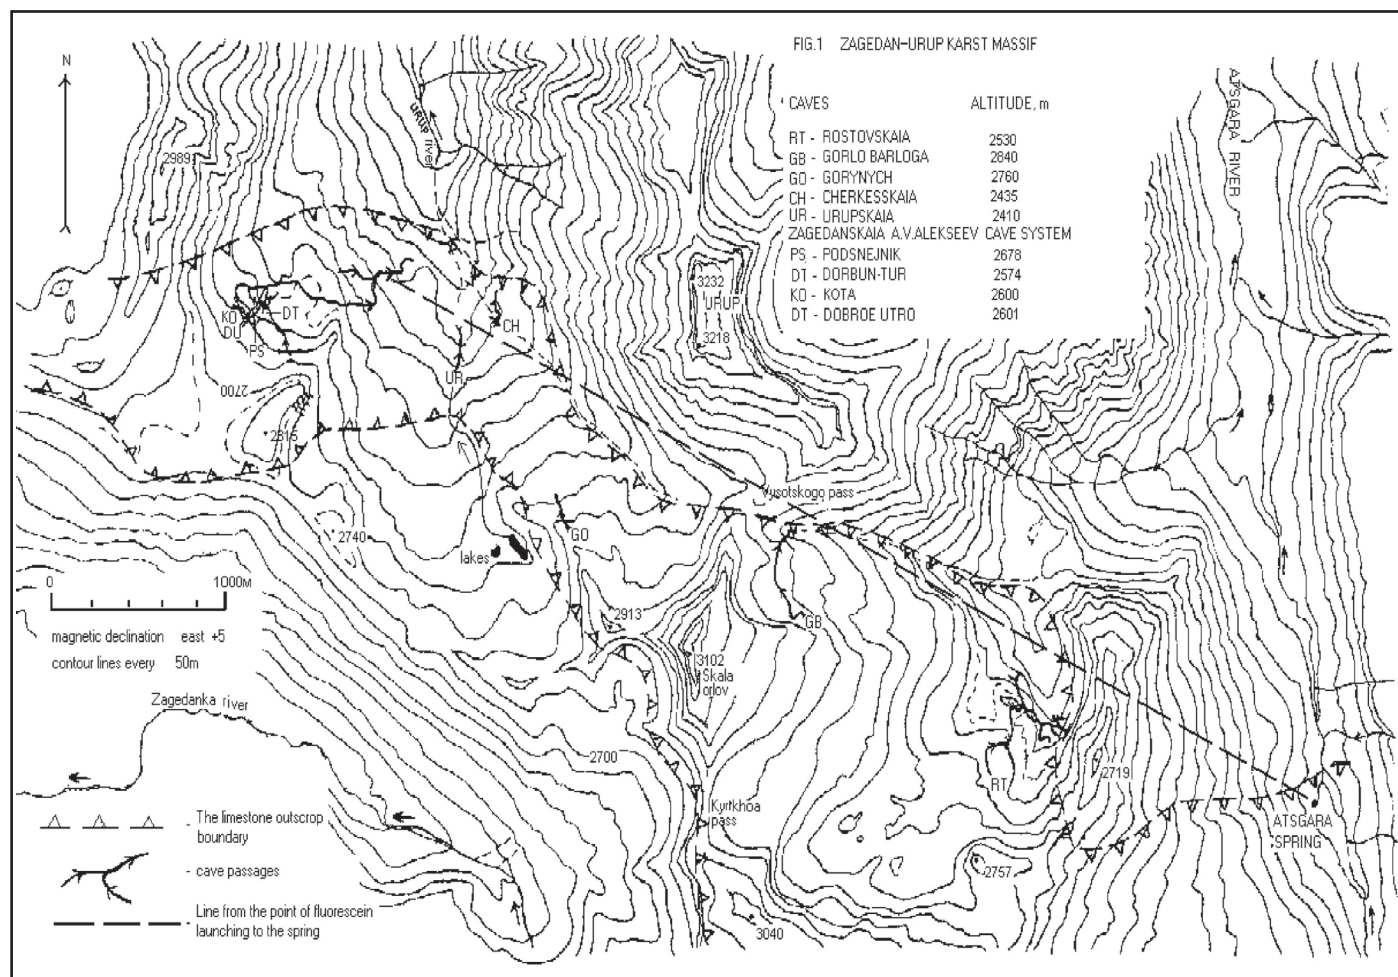 FIG.1 ZAGEDAN-URUP KARST MASSIF
N
CAVES ALTITUDE, m
RT - ROSTOVSKAIA 2530
GB - GORLO BARLOGA 2840
GO - GORYNYCH 2760
CH - CHERKESSKAIA 2435
UR - URUPSKAIA 2410
ZAGEDANSKAIA A.V.ALEKSEEV CAVE SYSTEM
PS - PODSNEJNIK 2678
DT - DORBUN-TUR 2574
KO - KOTA 2600
DT - DOBROE UTRO 2601
URUP river
ATSGARA RIVER
2989
3232
URUP
3218
KO
DU
DT
PS
CH
UR
2700
2815
Vusotskogo pass
2740
lakes
GO
0 1000M
magnetic declination east +5
contour lines every 50m
2913
GB
3102
Skala
orlov
Zagedanka river
2700
Kyrtkhoa
pass
RT
2719
ATSGARA
SPRING
2757
3040
- The limestone outscrop
boundary
- cave passages
- Line from the point of fluorescein
launching to the spring